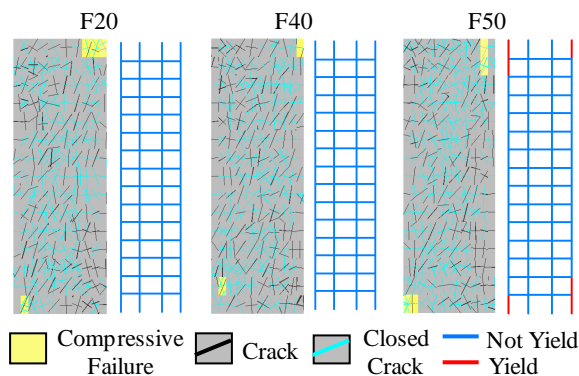 F20 F40 F50
Compressive Failure
Crack
Closed Crack
Not Yield
Yield